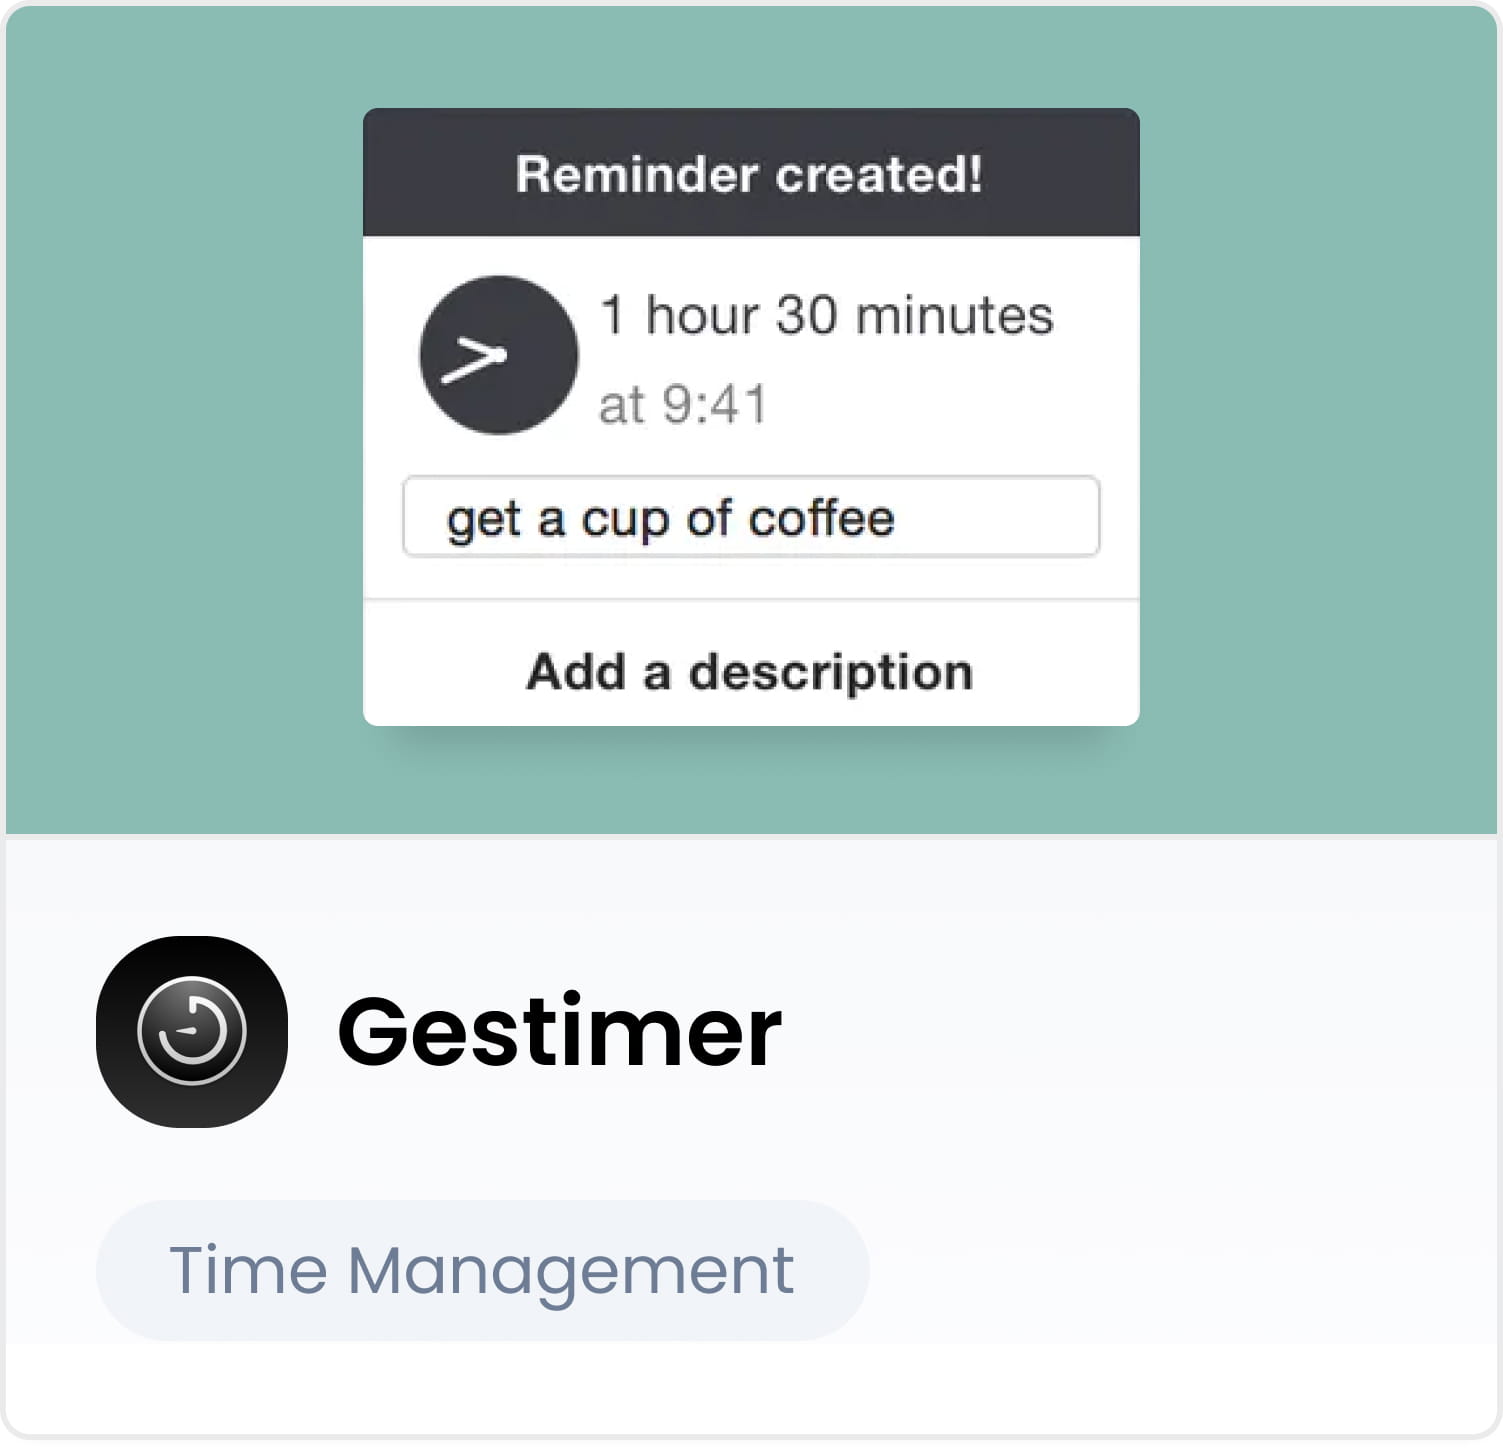 Reminder created!
1 hour 30 minutes
at 9:41
get a cup of coffee
Add a description
Gestimer
Time Management